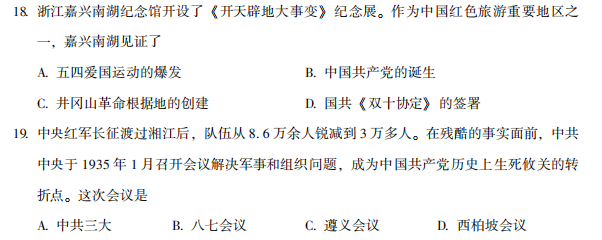 18. 浙江嘉兴南湖纪念馆开设了《开天辟地大事变》纪念展。作为中国红色旅游重要地区之
一，嘉兴南湖见证了
A. 五四爱国运动的爆发 B. 中国共产党的诞生
C. 井冈山革命根据地的创建 D. 国共《双十协定》的签署
19. 中央红军长征渡过湘江后，队伍从8.6万余人锐减到3万多人。在残酷的事实面前，中共
中央于1935年1月召开会议解决军事和组织问题，成为中国共产党历史上生死攸关的转
折点。这次会议是
A. 中共三大 B. 八七会议 C. 遵义会议 D. 西柏坡会议